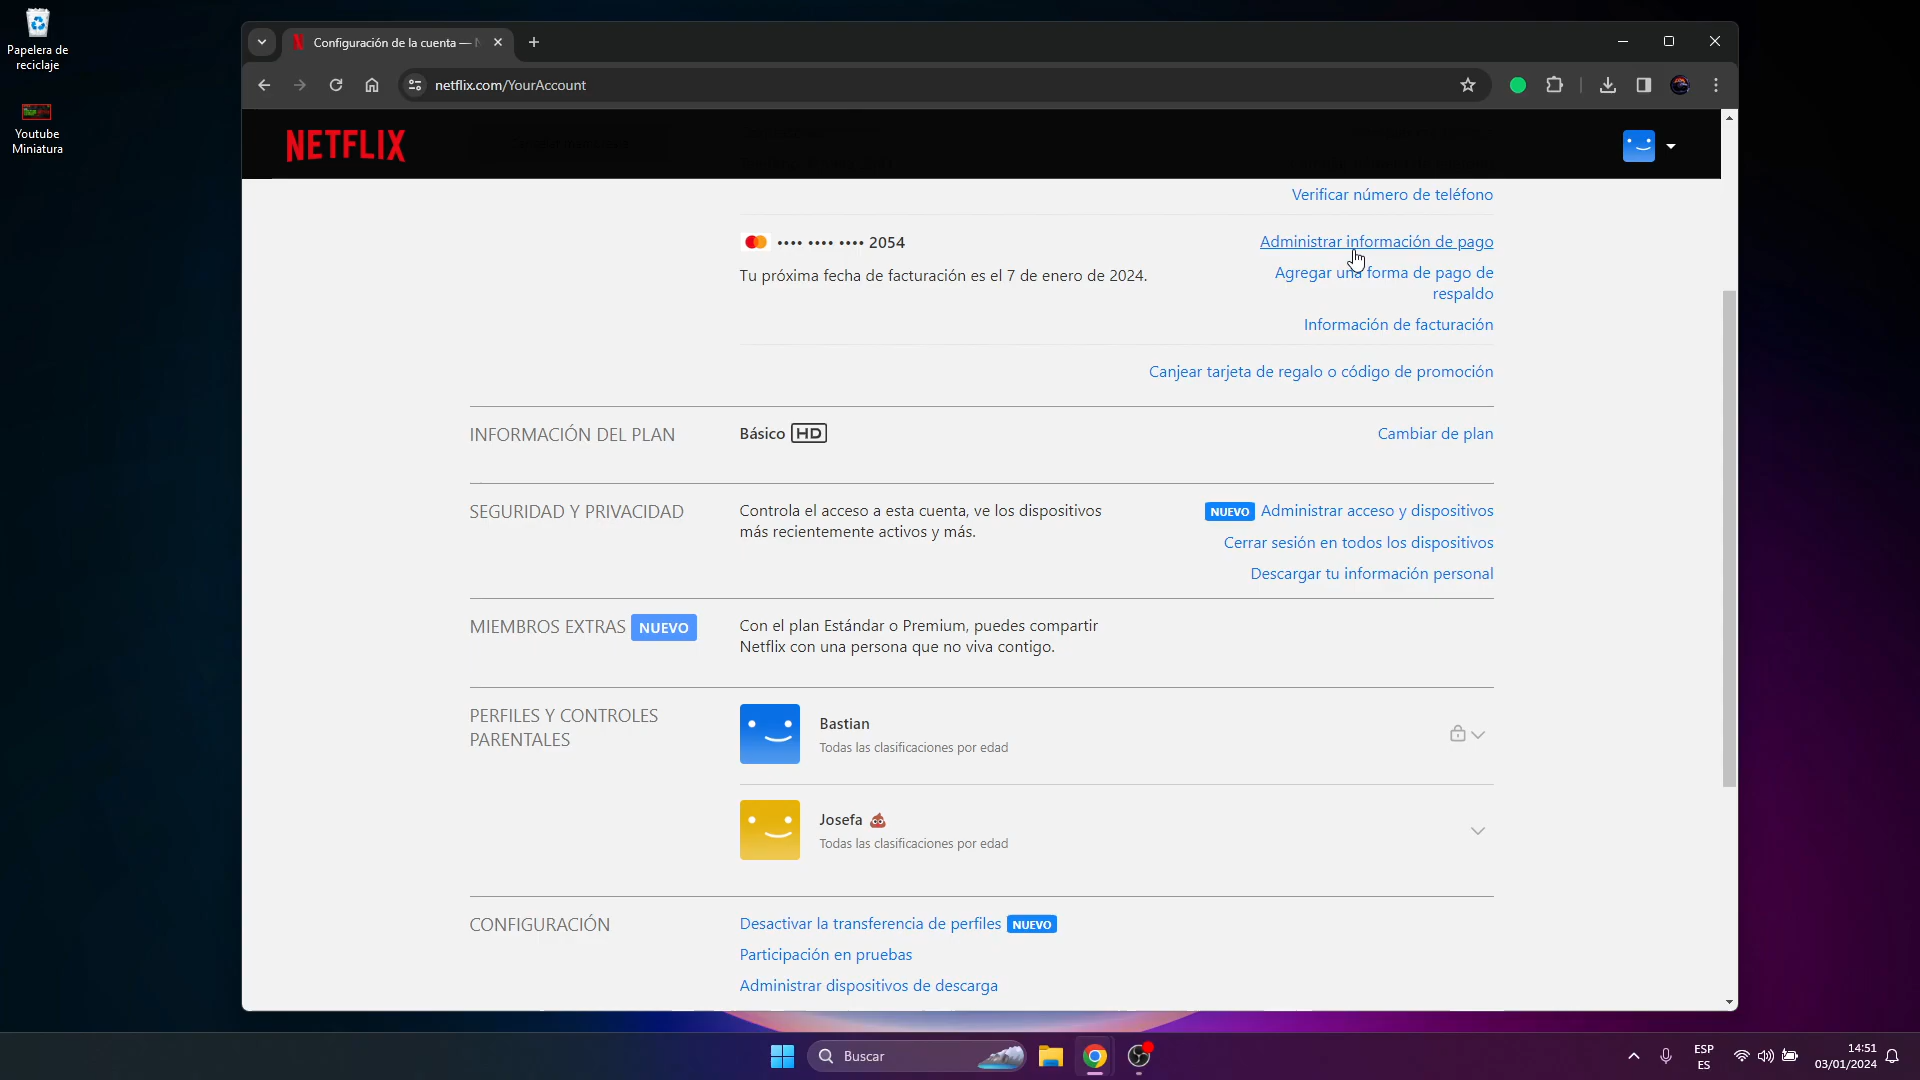 Papelera de
reciclaje
Youtube
Miniatura
Configuración de la cuenta —
netflix.com/YourAccount
NETFLIX
Verificar número de teléfono
•••• •••• •••• 2054
Administrar información de pago
Tu próxima fecha de facturación es el 7 de enero de 2024.
Agregar una forma de pago de
respaldo
Información de facturación
Canjear tarjeta de regalo o código de promoción
INFORMACIÓN DEL PLAN
Básico HD
Cambiar de plan
SEGURIDAD Y PRIVACIDAD
Controla el acceso a esta cuenta, ve los dispositivos
más recientemente activos y más.
NUEVO Administrar acceso y dispositivos
Cerrar sesión en todos los dispositivos
Descargar tu información personal
MIEMBROS EXTRAS NUEVO
Con el plan Estándar o Premium, puedes compartir
Netflix con una persona que no viva contigo.
PERFILES Y CONTROLES
PARENTALES
Bastian
Todas las clasificaciones por edad
Josefa 💩
Todas las clasificaciones por edad
CONFIGURACIÓN
Desactivar la transferencia de perfiles NUEVO
Participación en pruebas
Administrar dispositivos de descarga
Buscar
ESP
ES
14:51
03/01/2024